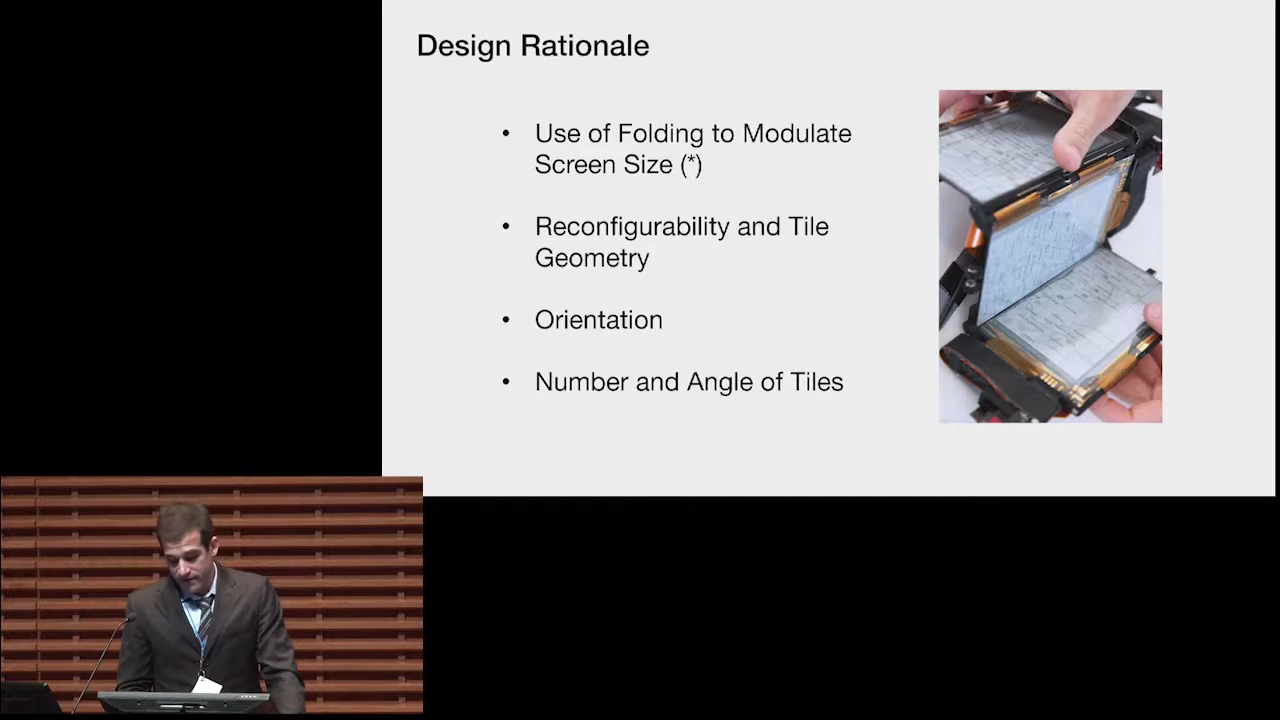 Design Rationale
• Use of Folding to Modulate
Screen Size (*)
• Reconfigurability and Tile
Geometry
• Orientation
• Number and Angle of Tiles